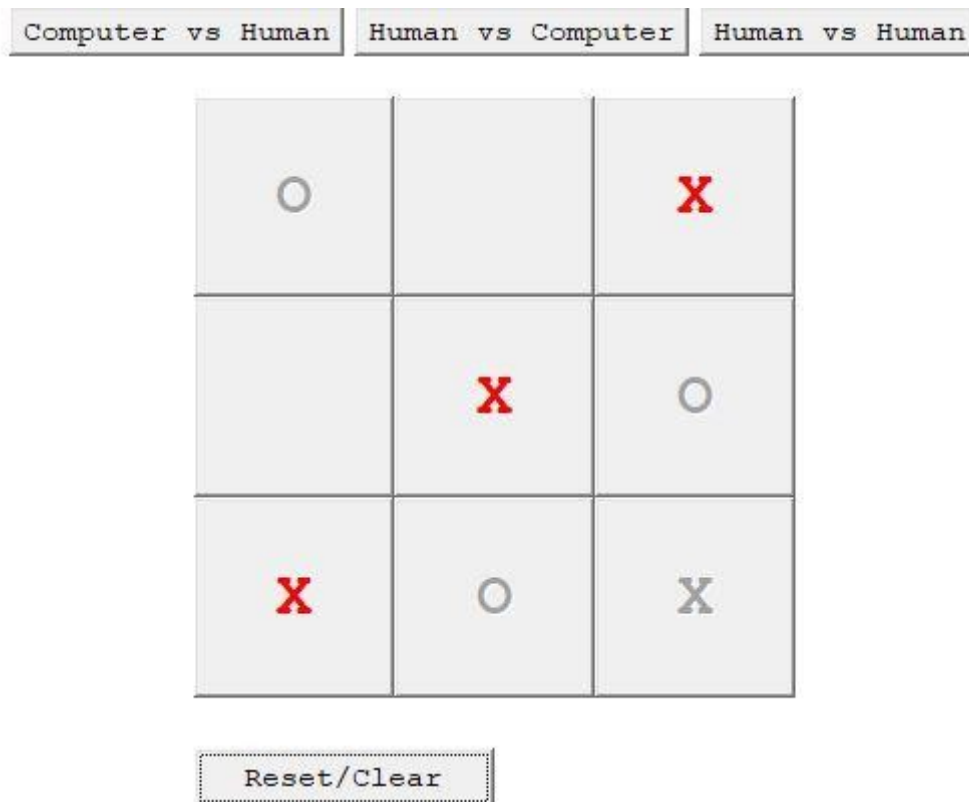 Computer vs Human Human vs Computer Human vs Human
O X
X O
X O X
Reset/Clear